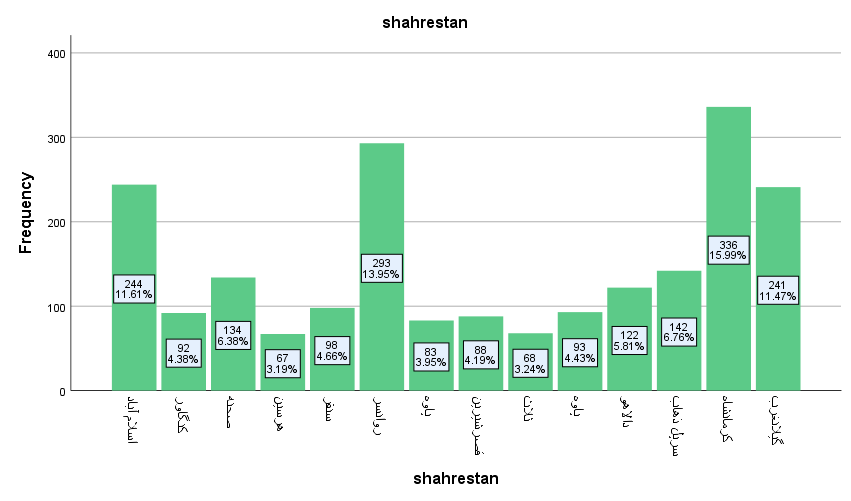 shahrestan
Frequency
400
300
200
100
0
244
11.61%
92
4.38%
134
6.38%
67
3.19%
98
4.66%
293
13.95%
83
3.95%
88
4.19%
68
3.24%
93
4.43%
122
5.81%
142
6.76%
336
15.99%
241
11.47%
اسلام آباد
کنگاور
صحنه
هرسین
سنقر
روانسر
پاوه
قصرشیرین
ثلاث
پاوه
دالاهو
سرپل ذهاب
کرمانشاه
گیلانغرب
shahrestan